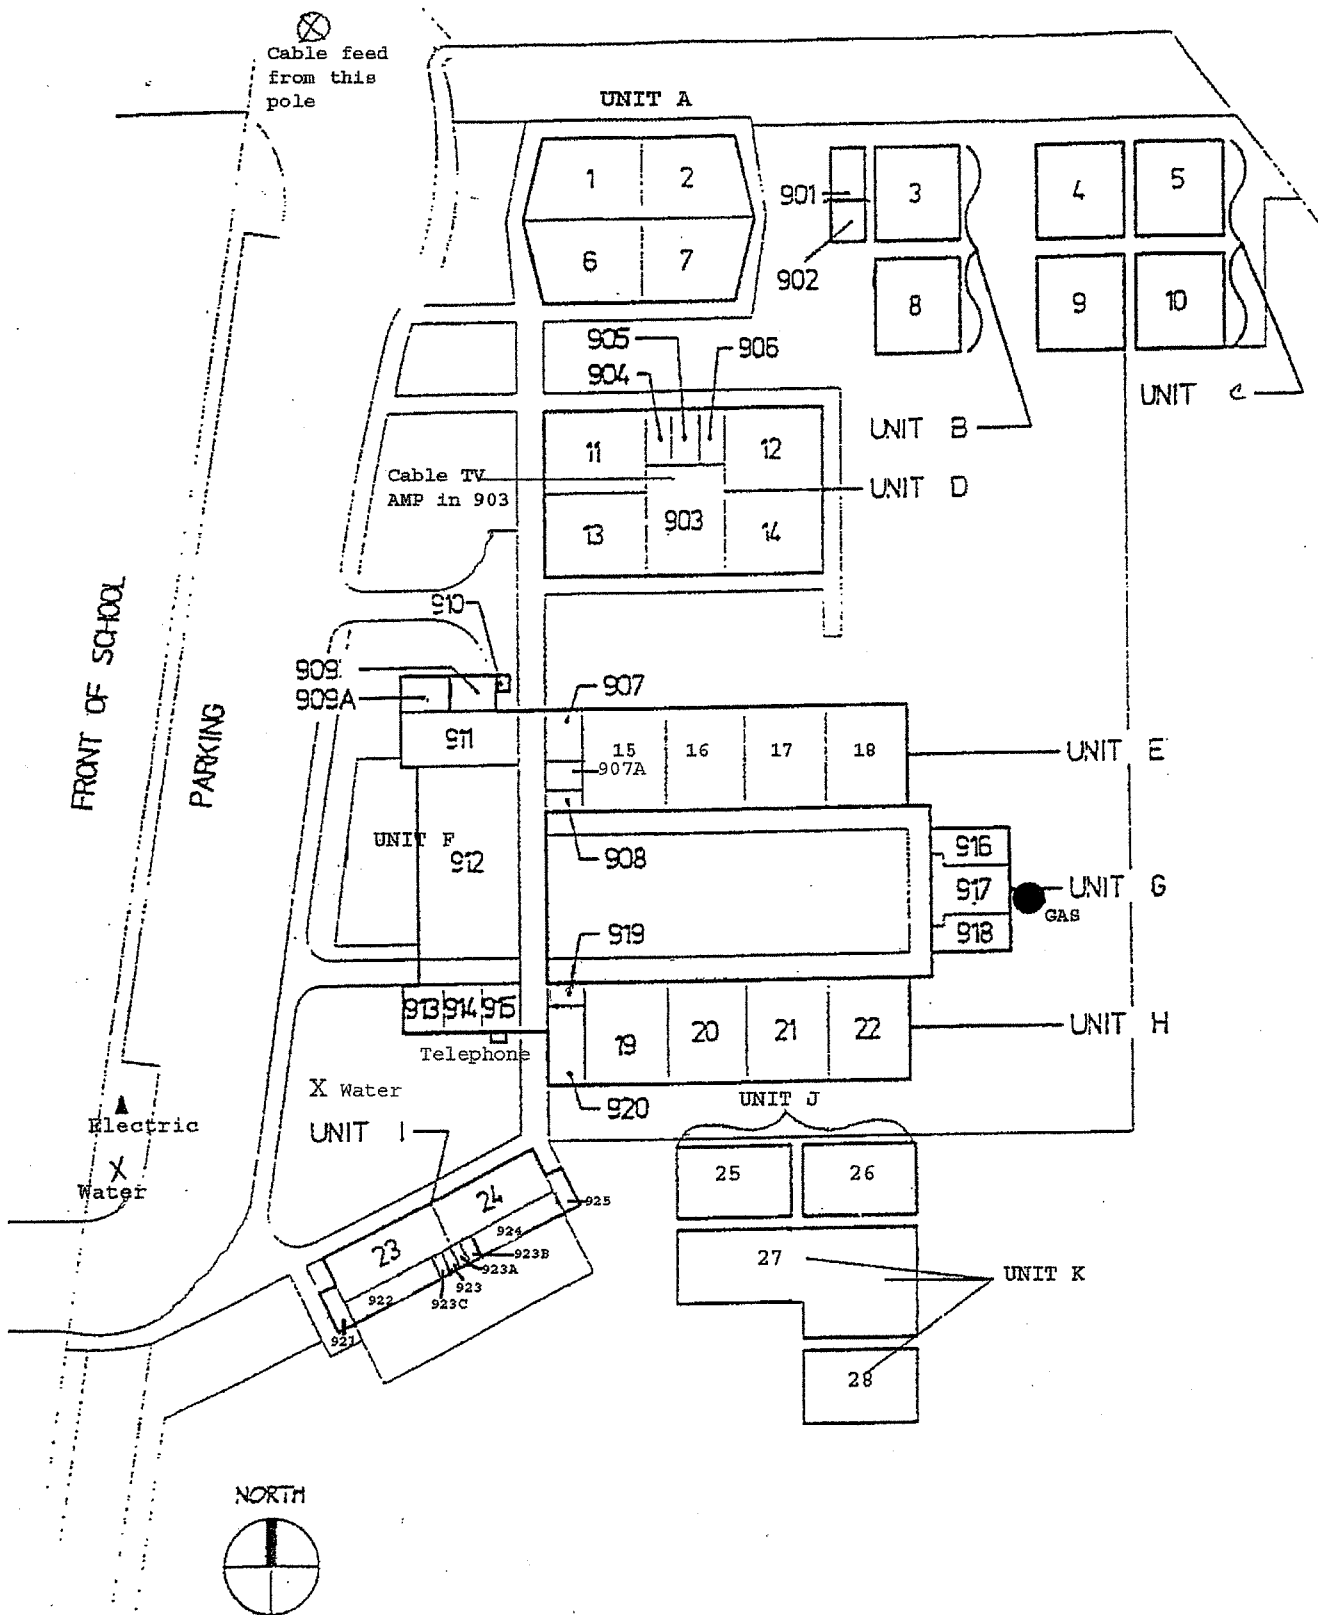 Cable feed
from this
pole
UNIT A
1
2
3
4
5
901
902
6
7
8
9
10
905
906
904
UNIT C
UNIT B
11
12
Cable TV
AMP in 903
UNIT D
903
13
14
FRONT OF SCHOOL
PARKING
910
909
909A
907
911
15
16
17
18
907A
UNIT E
UNIT F
912
908
916
917
UNIT G
GAS
918
919
913
914
915
19
20
21
22
UNIT H
Telephone
X Water
920
UNIT J
Electric
UNIT I
X
Water
25
26
24
925
924
23
923B
923A
923
923C
922
921
27
UNIT K
28
NORTH